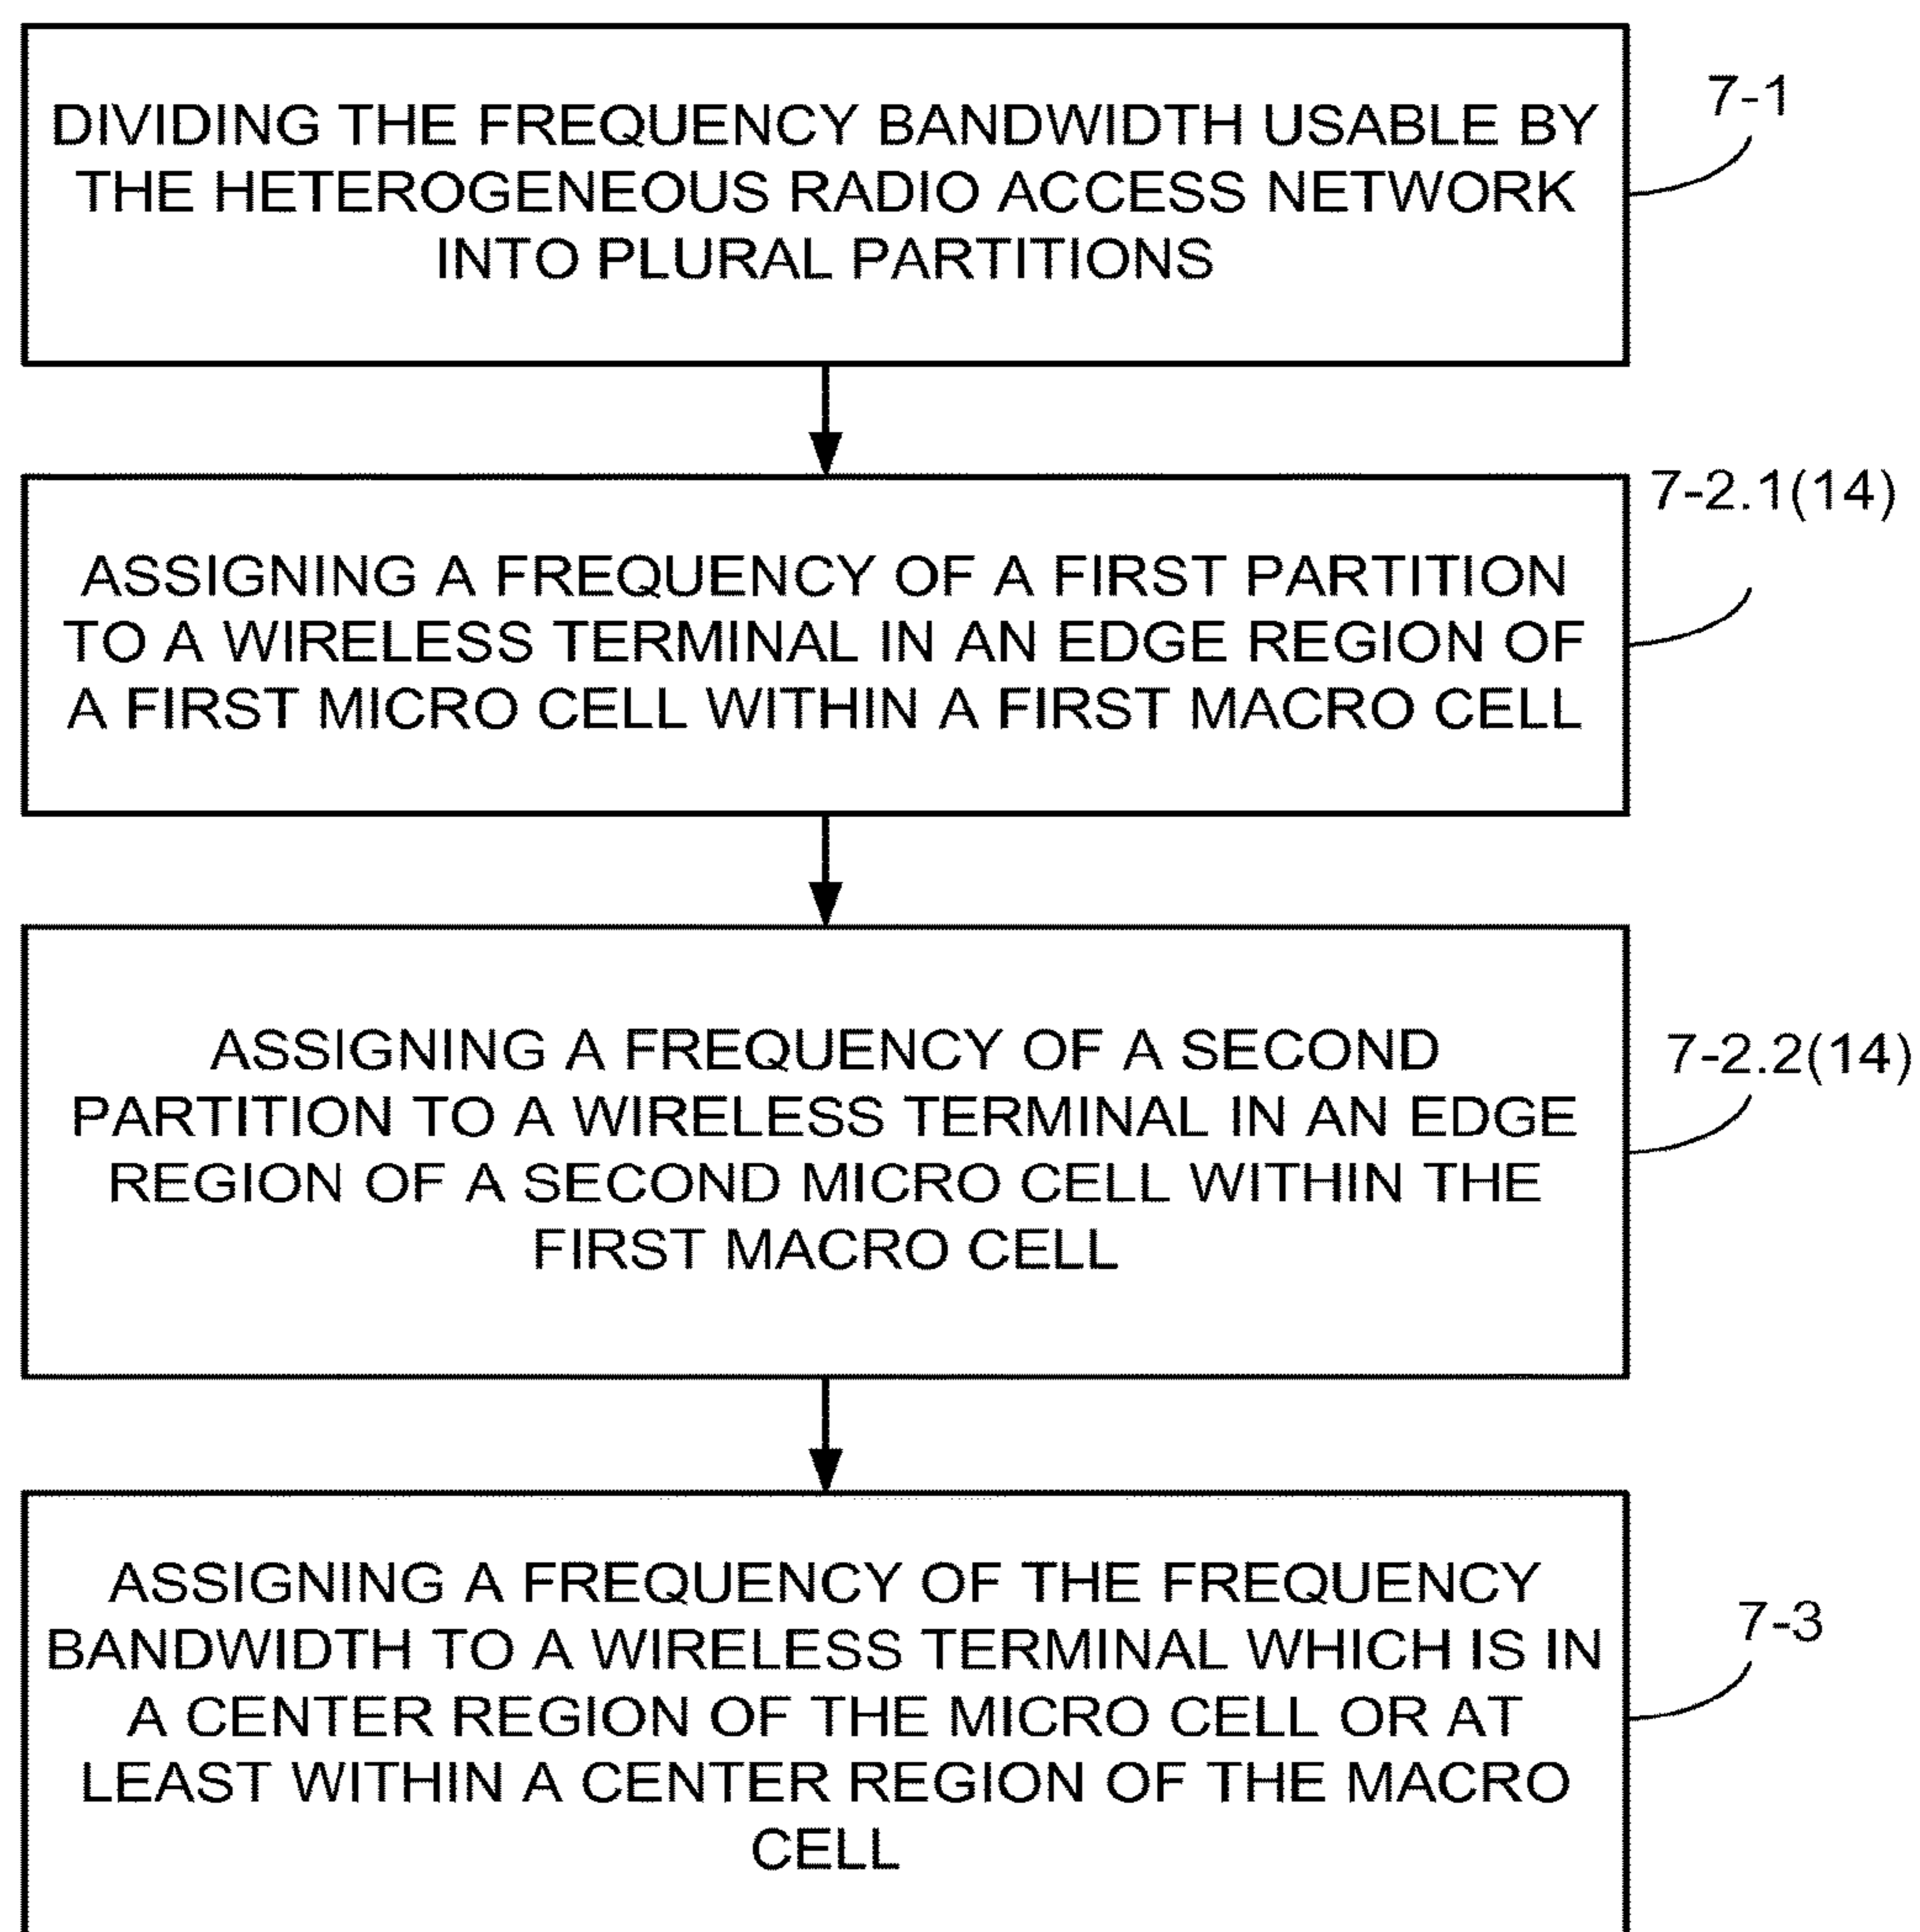 DIVIDING THE FREQUENCY BANDWIDTH USABLE BY
THE HETEROGENEOUS RADIO ACCESS NETWORK
INTO PLURAL PARTITIONS
7-1
ASSIGNING A FREQUENCY OF A FIRST PARTITION
TO A WIRELESS TERMINAL IN AN EDGE REGION OF
A FIRST MICRO CELL WITHIN A FIRST MACRO CELL
7-2.1(14)
ASSIGNING A FREQUENCY OF A SECOND
PARTITION TO A WIRELESS TERMINAL IN AN EDGE
REGION OF A SECOND MICRO CELL WITHIN THE
FIRST MACRO CELL
7-2.2(14)
ASSIGNING A FREQUENCY OF THE FREQUENCY
BANDWIDTH TO A WIRELESS TERMINAL WHICH IS IN
A CENTER REGION OF THE MICRO CELL OR AT
LEAST WITHIN A CENTER REGION OF THE MACRO
CELL
7-3